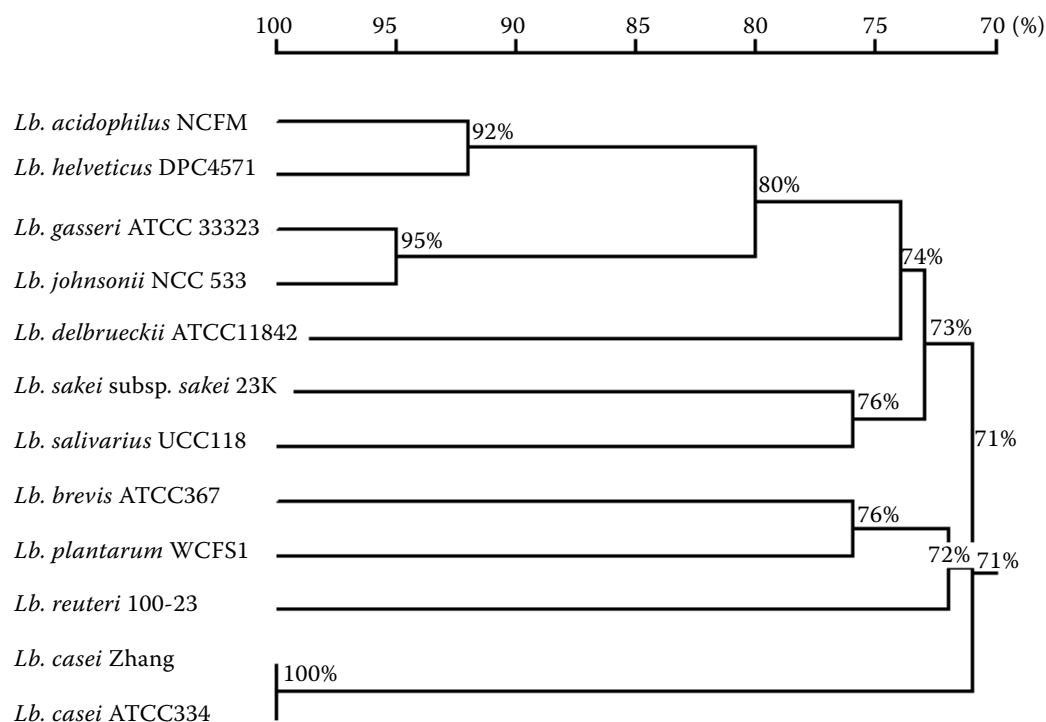 100 95 90 85 80 75 70 (%)
Lb. acidophilus NCFM
92%
Lb. helveticus DPC4571
80%
Lb. gasseri ATCC 33323
95%
74%
Lb. johnsonii NCC 533
Lb. delbrueckii ATCC11842
73%
Lb. sakei subsp. sakei 23K
76%
Lb. salivarius UCC118
71%
Lb. brevis ATCC367
76%
Lb. plantarum WCFS1
72% 71%
Lb. reuteri 100-23
Lb. casei Zhang
100%
Lb. casei ATCC334